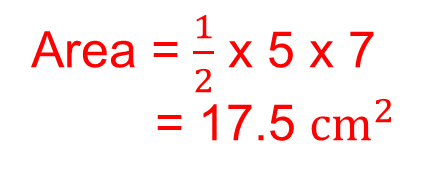 Area = 1/2 x 5 x 7
= 17.5 cm²